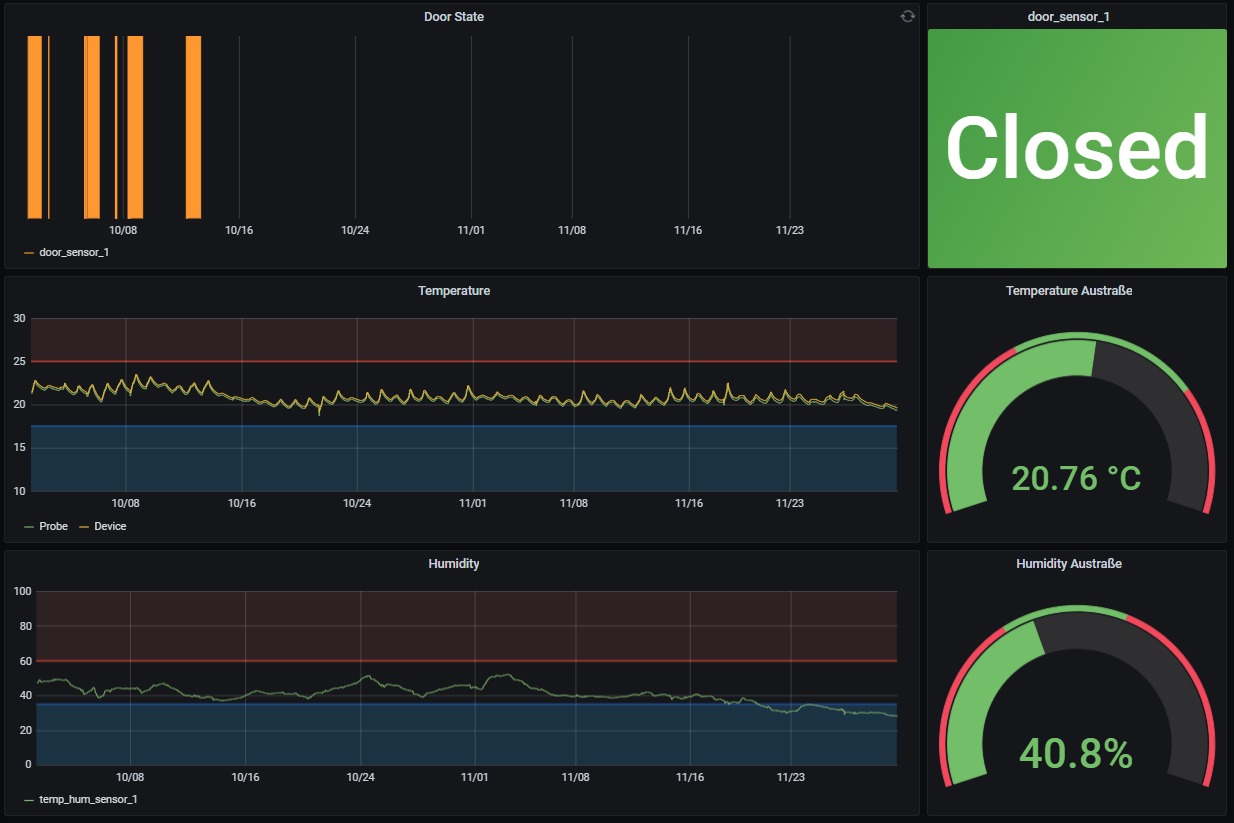 Door State
10/08 10/16 10/24 11/01 11/08 11/16 11/23
door_sensor_1
door_sensor_1
Closed
Temperature
30
25
20
15
10
10/08 10/16 10/24 11/01 11/08 11/16 11/23
Probe Device
Temperature Austraße
20.76 °C
Humidity
100
80
60
40
20
0
10/08 10/16 10/24 11/01 11/08 11/16 11/23
temp_hum_sensor_1
Humidity Austraße
40.8%